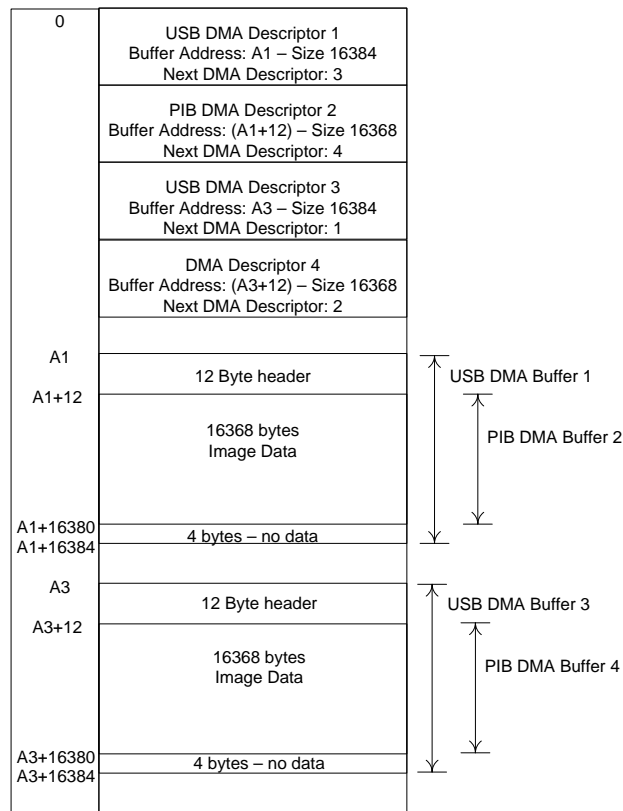 0
USB DMA Descriptor 1
Buffer Address: A1 – Size 16384
Next DMA Descriptor: 3
PIB DMA Descriptor 2
Buffer Address: (A1+12) – Size 16368
Next DMA Descriptor: 4
USB DMA Descriptor 3
Buffer Address: A3 – Size 16384
Next DMA Descriptor: 1
DMA Descriptor 4
Buffer Address: (A3+12) – Size 16368
Next DMA Descriptor: 2
A1
12 Byte header
USB DMA Buffer 1
A1+12
16368 bytes
Image Data
PIB DMA Buffer 2
A1+16380
4 bytes – no data
A1+16384
A3
12 Byte header
USB DMA Buffer 3
A3+12
16368 bytes
Image Data
PIB DMA Buffer 4
A3+16380
4 bytes – no data
A3+16384